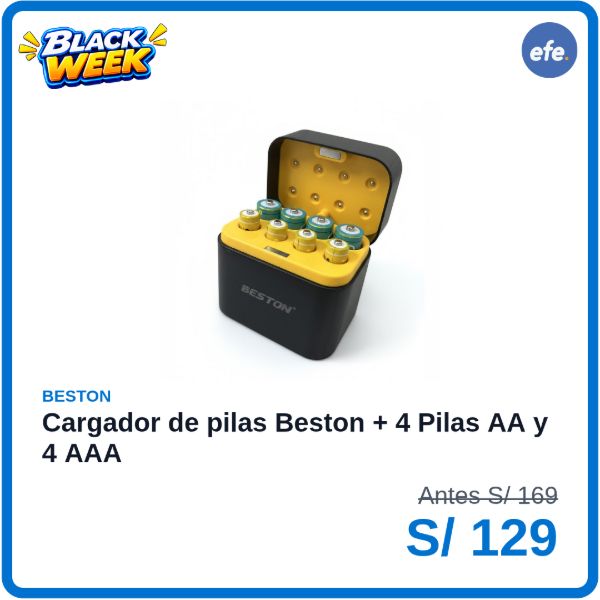 BLACK
WEEK
efe.
BESTON
BESTON
Cargador de pilas Beston + 4 Pilas AA y
4 AAA
Antes S/ 169
S/ 129